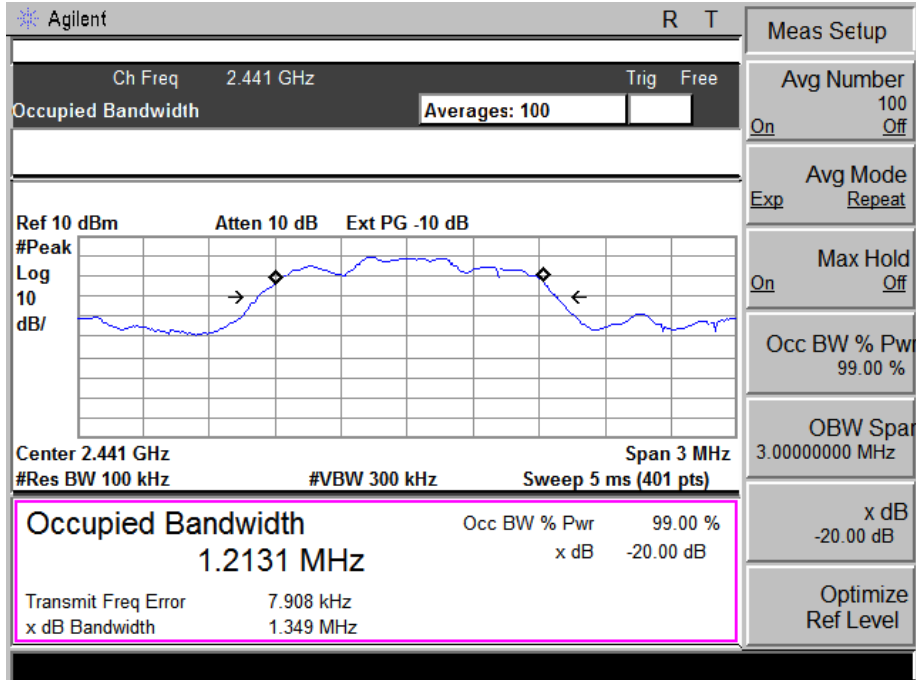 Agilent R T
Ch Freq 2.441 GHz Trig Free
Occupied Bandwidth Averages: 100
Ref 10 dBm Atten 10 dB Ext PG -10 dB
#Peak
Log
10
dB/
Center 2.441 GHz Span 3 MHz
#Res BW 100 kHz #VBW 300 kHz Sweep 5 ms (401 pts)
Occupied Bandwidth Occ BW % Pwr 99.00 %
1.2131 MHz x dB -20.00 dB
Transmit Freq Error 7.908 kHz
x dB Bandwidth 1.349 MHz
Meas Setup
Avg Number
100
On Off
Avg Mode
Exp Repeat
Max Hold
On Off
Occ BW % Pwr
99.00 %
OBW Span
3.00000000 MHz
x dB
-20.00 dB
Optimize
Ref Level